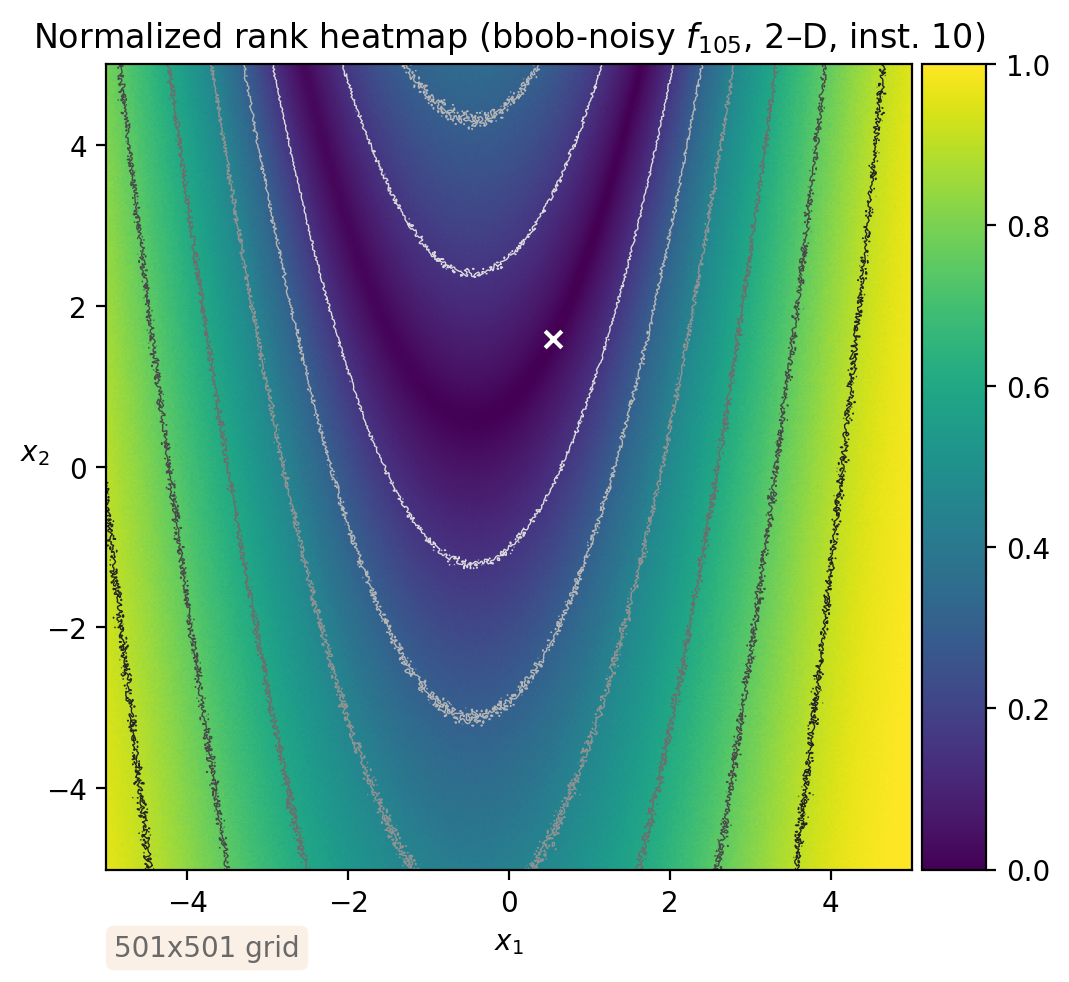 Normalized rank heatmap (bbob-noisy f₁₀₅, 2–D, inst. 10)
1.0
0.8
0.6
0.4
0.2
0.0
4
2
0
−2
−4
x₂
−4 −2 0 2 4
x₁
501x501 grid